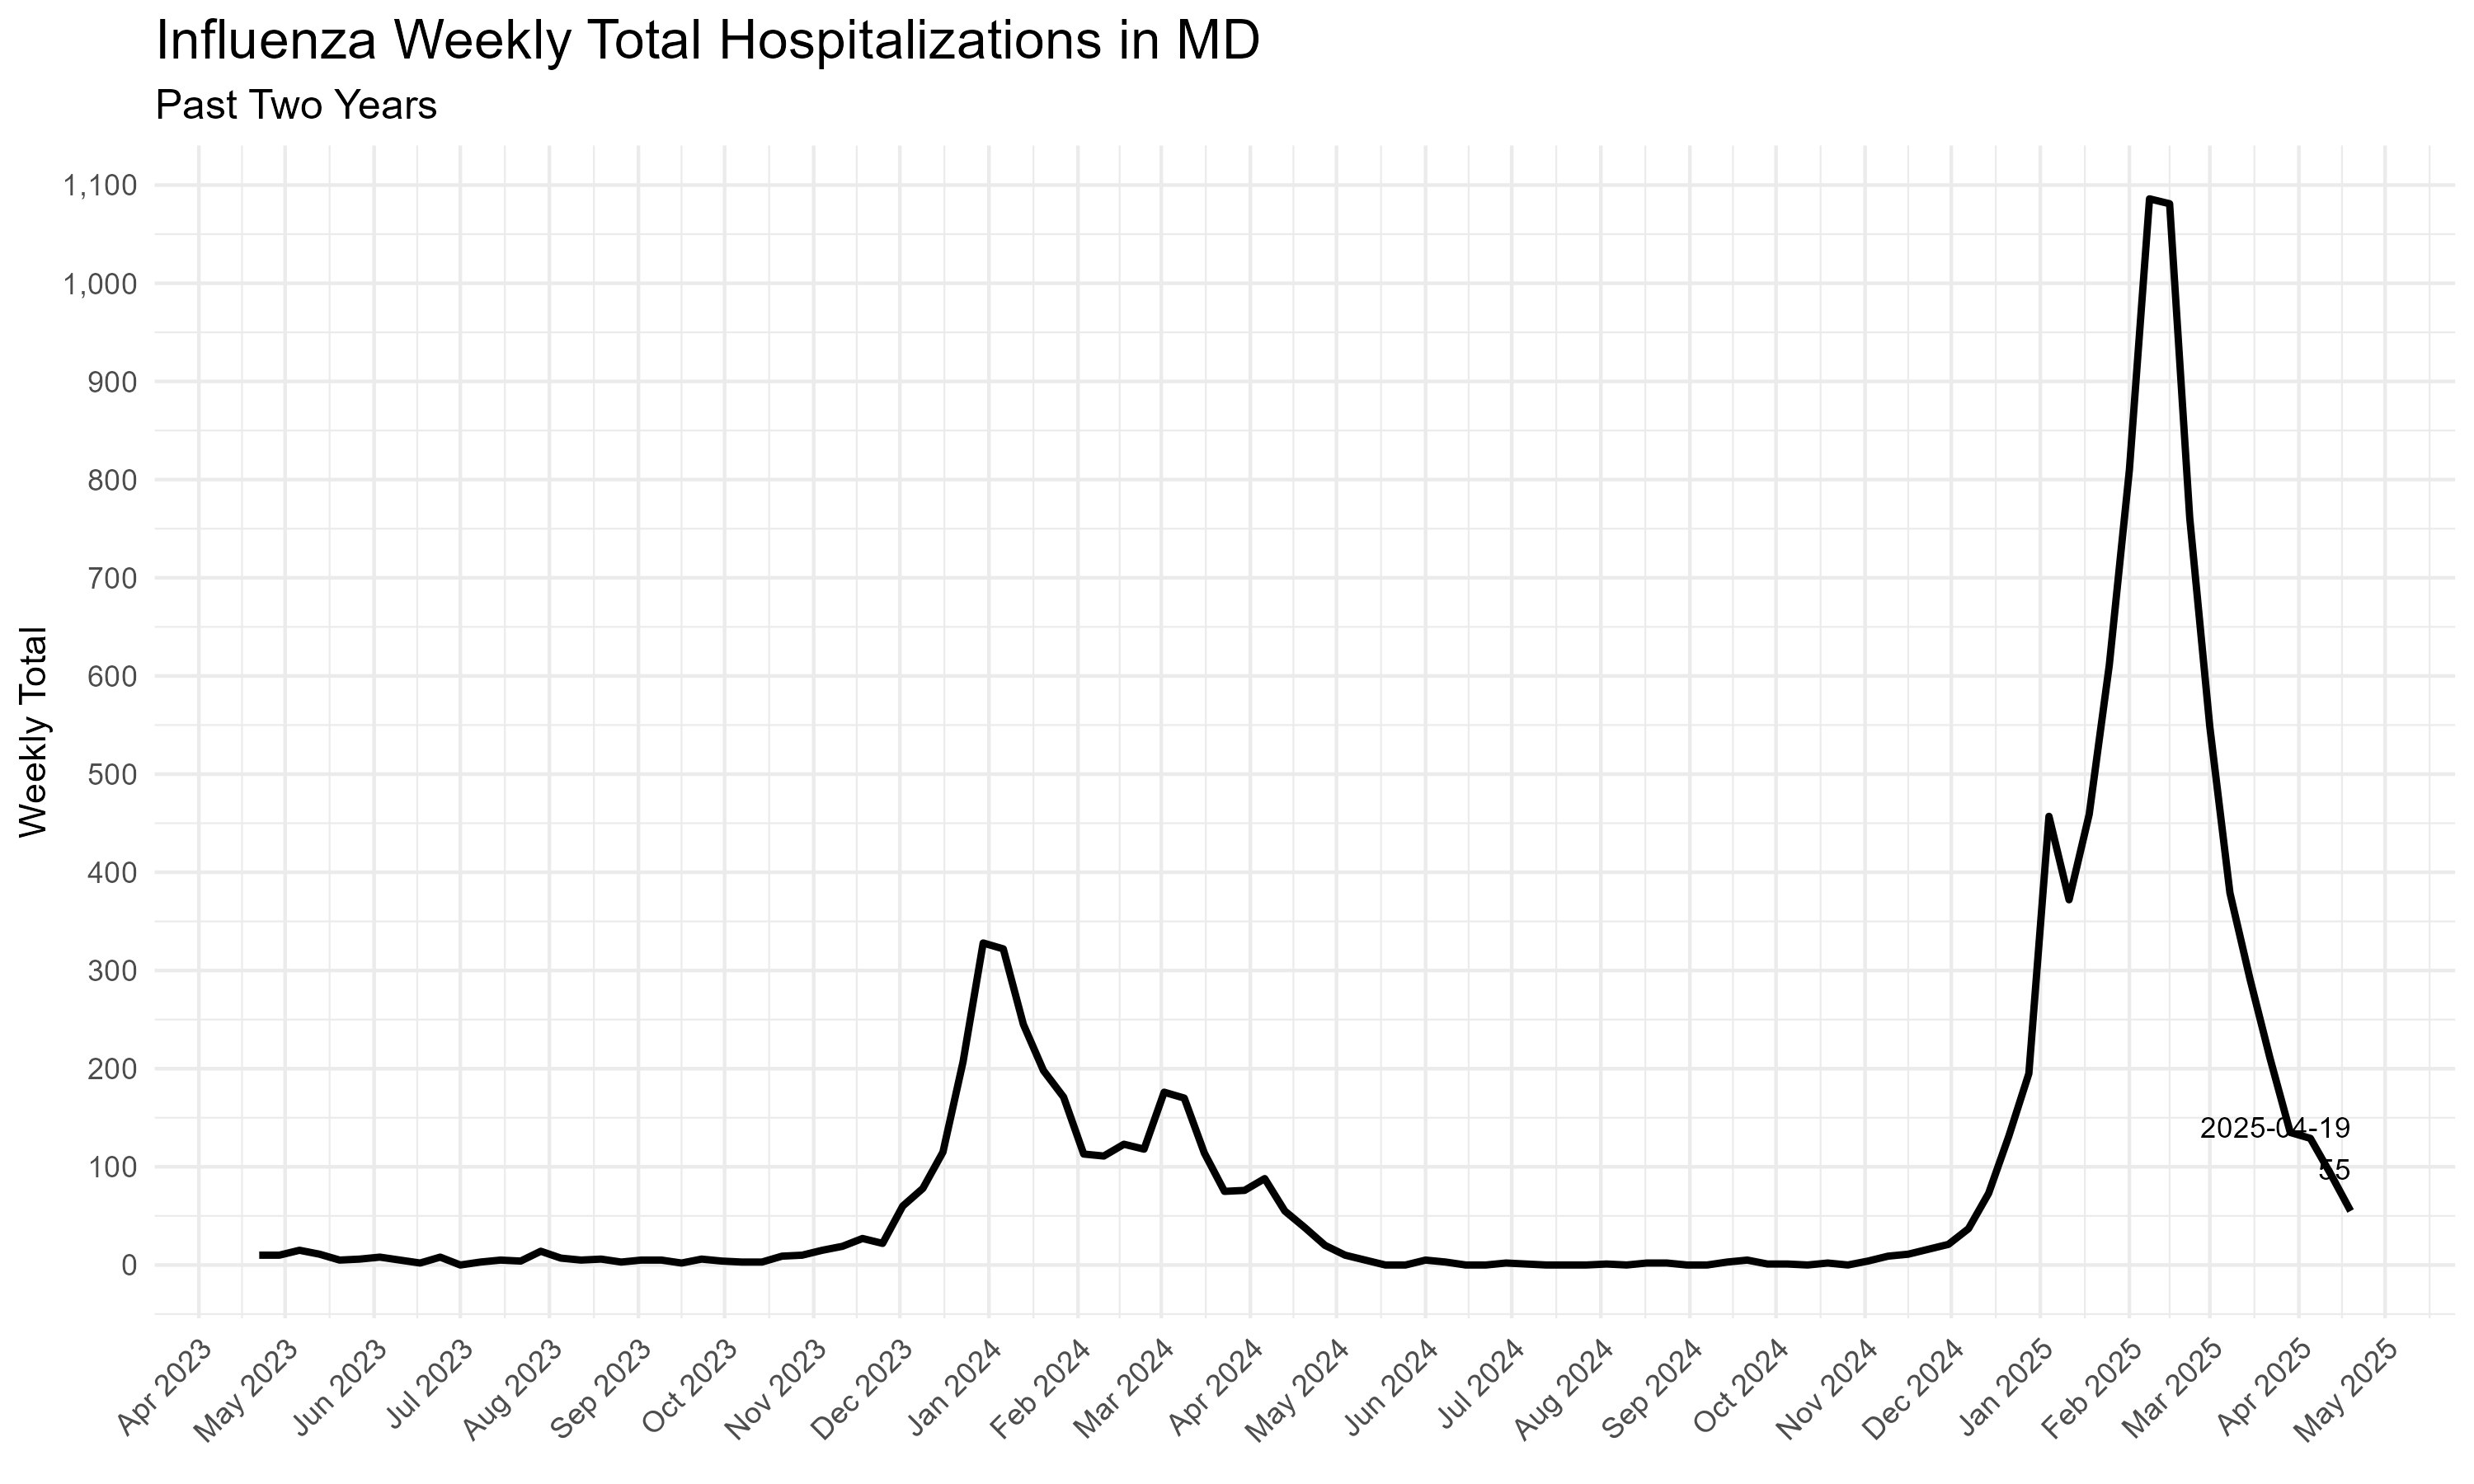 Influenza Weekly Total Hospitalizations in MD
Past Two Years
1,100
1,000
900
800
700
600
500
400
300
200
100
0
Weekly Total
2025-04-19
55
Apr 2023
May 2023
Jun 2023
Jul 2023
Aug 2023
Sep 2023
Oct 2023
Nov 2023
Dec 2023
Jan 2024
Feb 2024
Mar 2024
Apr 2024
May 2024
Jun 2024
Jul 2024
Aug 2024
Sep 2024
Oct 2024
Nov 2024
Dec 2024
Jan 2025
Feb 2025
Mar 2025
Apr 2025
May 2025